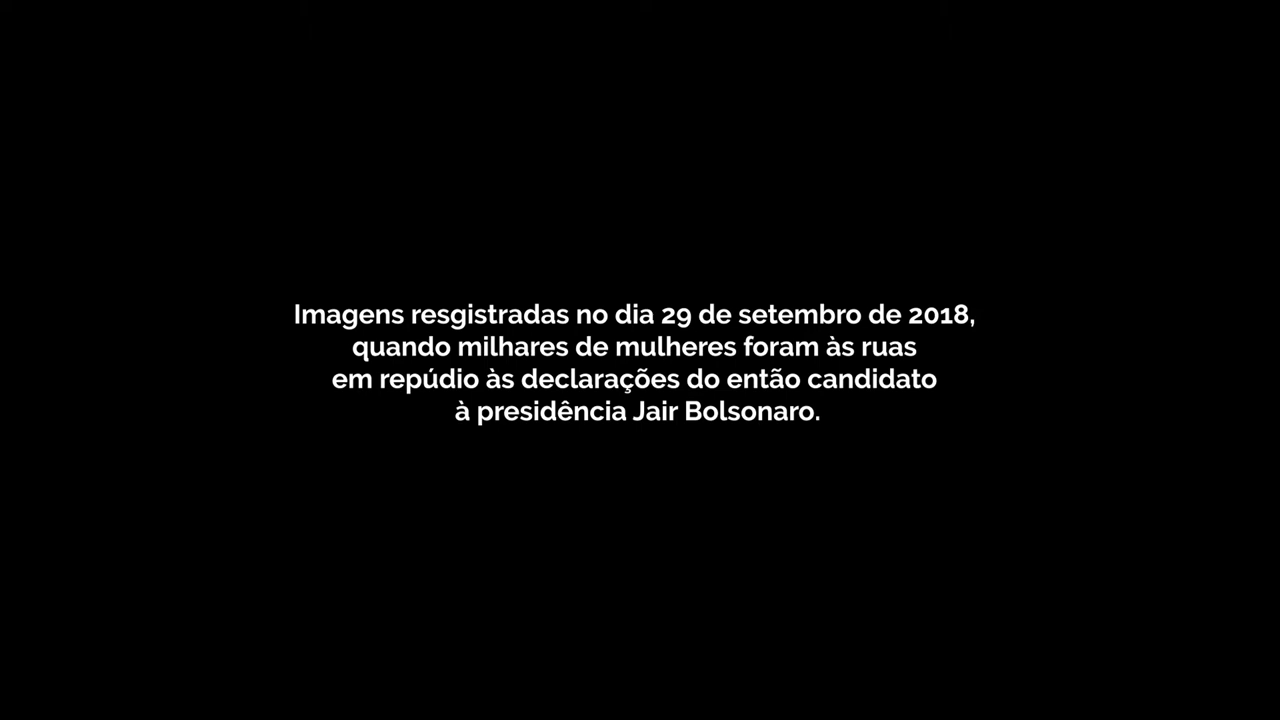 Imagens resgistradas no dia 29 de setembro de 2018,
quando milhares de mulheres foram às ruas
em repúdio às declarações do então candidato
à presidência Jair Bolsonaro.